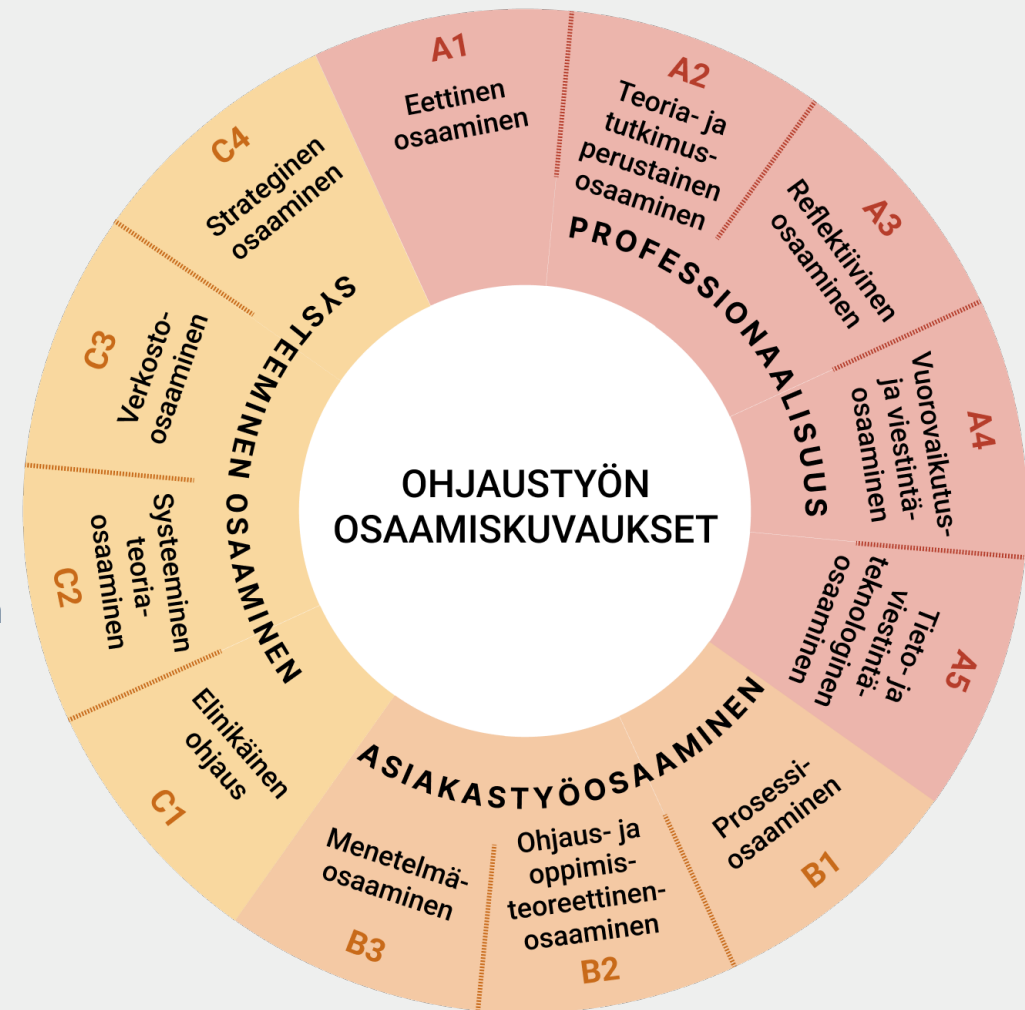 OHJAUSTYÖN
OSAAMISKUVAUKSET
PROFESSIONAALISUUS
A1
Eettinen
osaaminen
A2
Teoria- ja
tutkimus-
perustainen
osaaminen
A3
Reflektiivinen
osaaminen
A4
Vuorovaikutus-
ja viestintä-
osaaminen
A5
Tieto- ja
viestintä-
teknologinen
osaaminen
ASIAKASTYÖOSAAMINEN
B1
Prosessi-
osaaminen
B2
Ohjaus- ja
oppimis-
teoreettinen-
osaaminen
B3
Menetelmä-
osaaminen
SYSTEEMINEN OSAAMINEN
C1
Elinikäinen
ohjaus
C2
Systeeminen
teoria-
osaaminen
C3
Verkosto-
osaaminen
C4
Strateginen
osaaminen